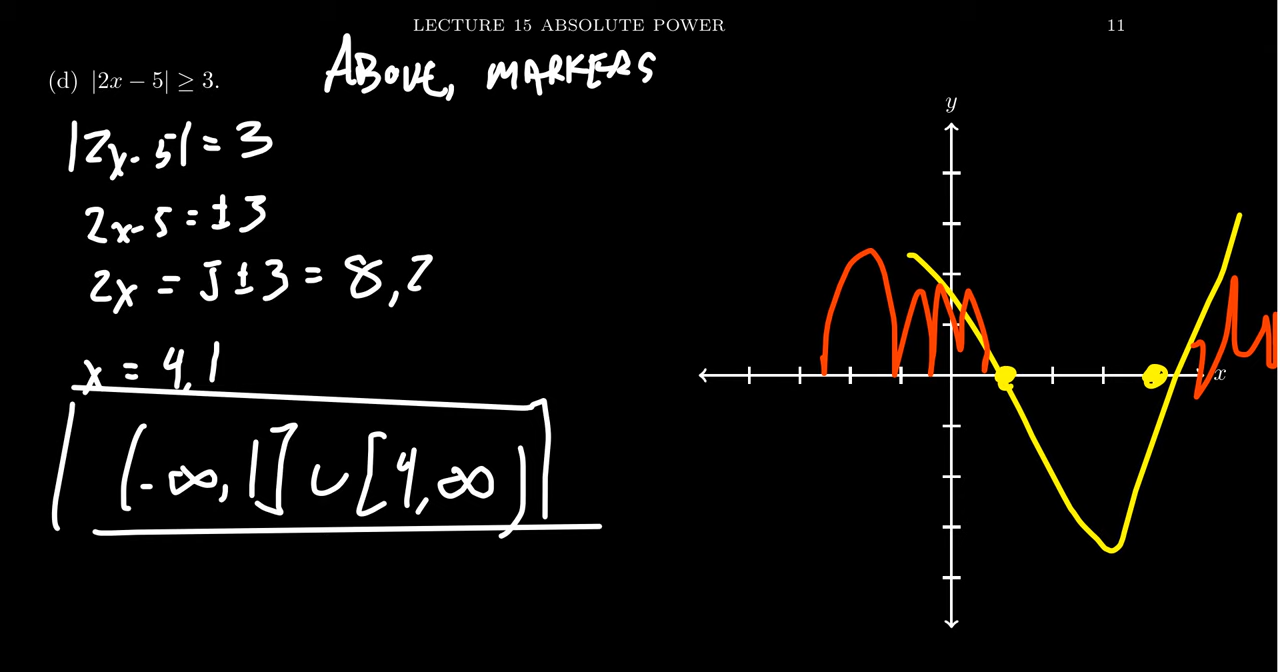 LECTURE 15 ABSOLUTE POWER 11
(d) |2x − 5| ≥ 3. ABOVE, MARKERS
|2x-5| = 3
2x-5 = ±3
2x = 5 ± 3 = 8, 2
x = 4, 1
(-∞, 1] ∪ [4, ∞)
y
x